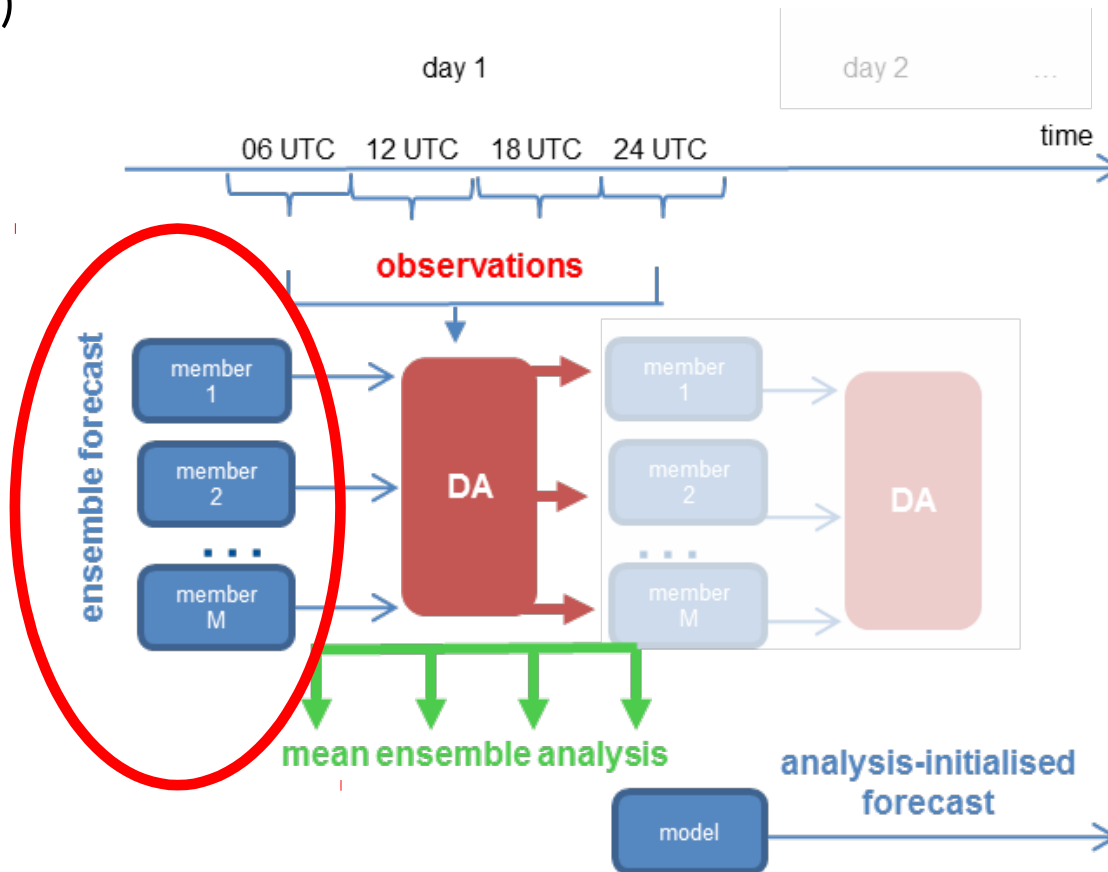 )
day 1
day 2 ...
time
06 UTC 12 UTC 18 UTC 24 UTC
observations
ensemble forecast
member
1
member
2
...
member
M
DA
member
1
member
2
...
member
M
DA
mean ensemble analysis
analysis-initialised
forecast
model